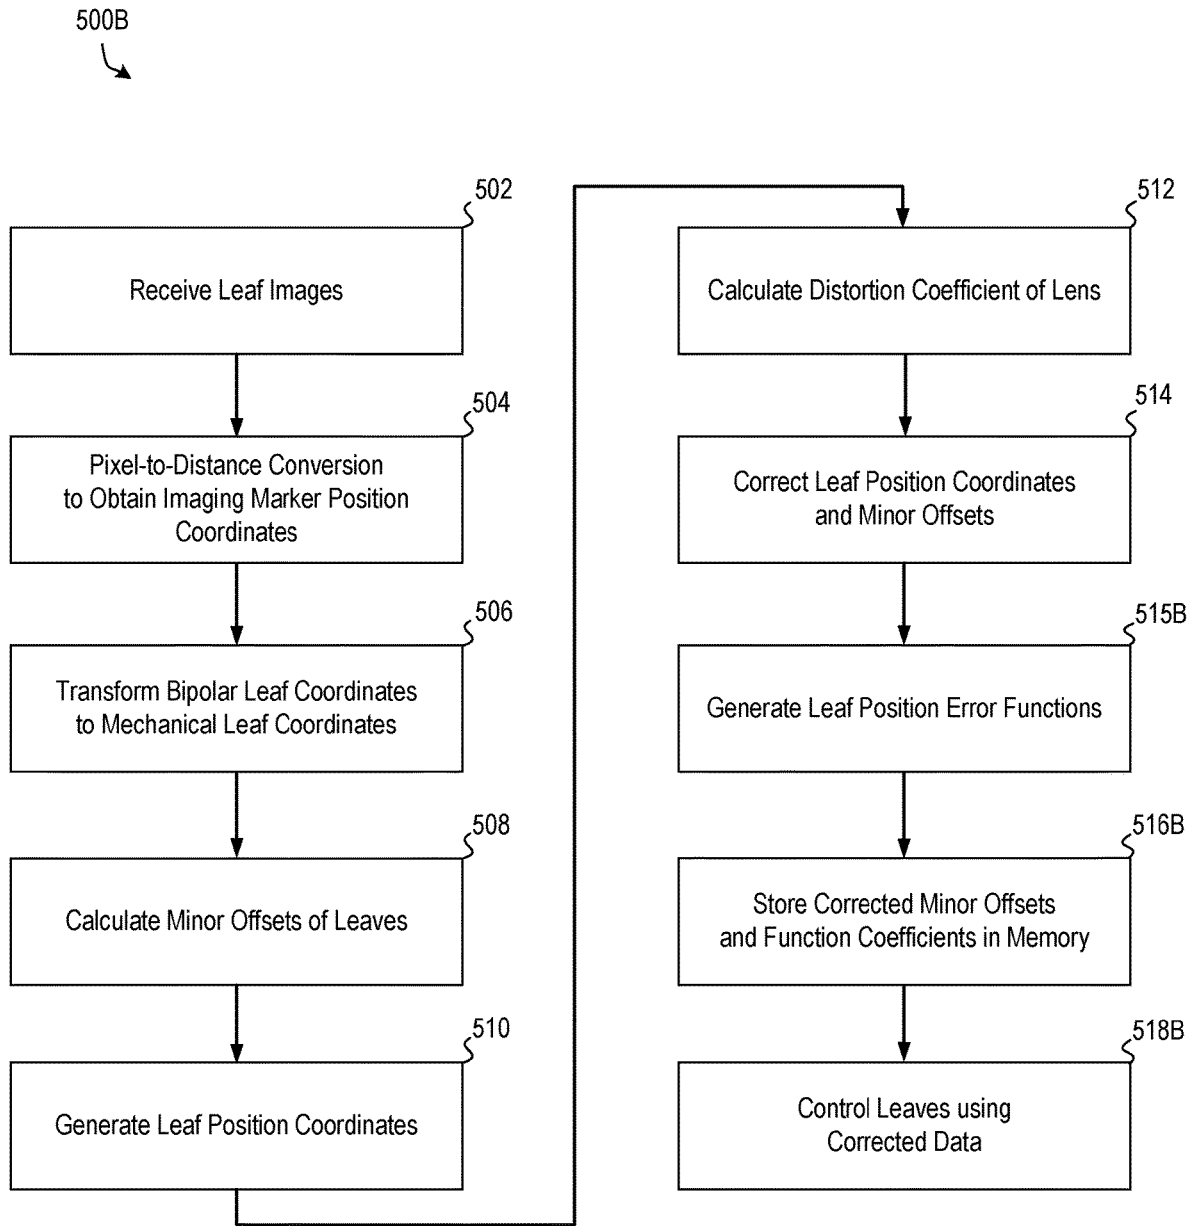 500B
502
Receive Leaf Images
504
Pixel-to-Distance Conversion
to Obtain Imaging Marker Position
Coordinates
506
Transform Bipolar Leaf Coordinates
to Mechanical Leaf Coordinates
508
Calculate Minor Offsets of Leaves
510
Generate Leaf Position Coordinates
512
Calculate Distortion Coefficient of Lens
514
Correct Leaf Position Coordinates
and Minor Offsets
515B
Generate Leaf Position Error Functions
516B
Store Corrected Minor Offsets
and Function Coefficients in Memory
518B
Control Leaves using
Corrected Data